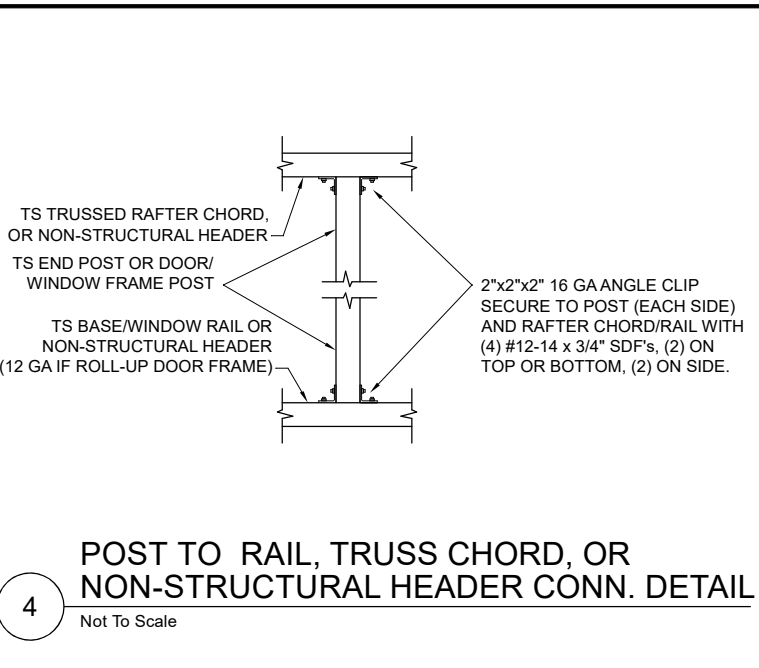 TS TRUSSED RAFTER CHORD,
OR NON-STRUCTURAL HEADER
TS END POST OR DOOR/
WINDOW FRAME POST
TS BASE/WINDOW RAIL OR
NON-STRUCTURAL HEADER
(12 GA IF ROLL-UP DOOR FRAME)
2"x2"x2" 16 GA ANGLE CLIP
SECURE TO POST (EACH SIDE)
AND RAFTER CHORD/RAIL WITH
(4) #12-14 x 3/4" SDF's, (2) ON
TOP OR BOTTOM, (2) ON SIDE.
4
POST TO RAIL, TRUSS CHORD, OR
NON-STRUCTURAL HEADER CONN. DETAIL
Not To Scale